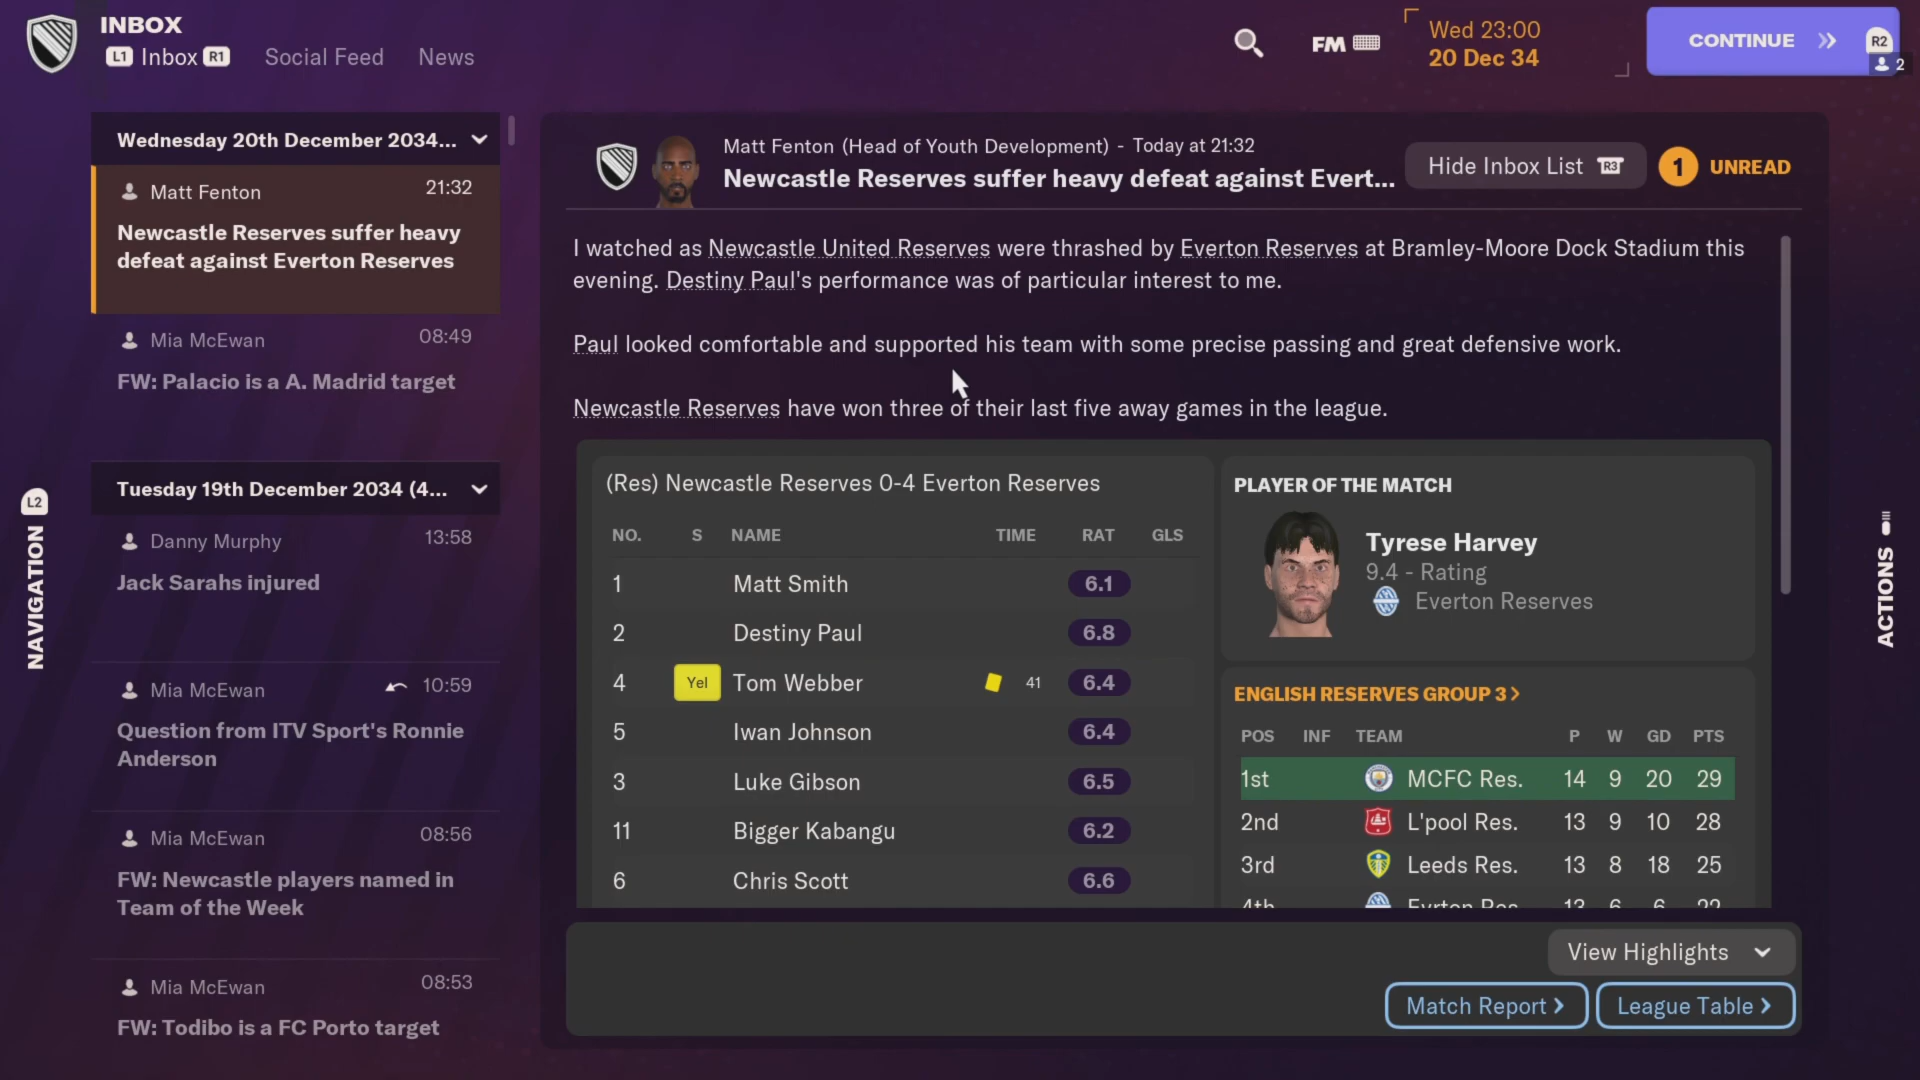 INBOX
L1 Inbox R1 Social Feed News
FM
Wed 23:00
20 Dec 34
CONTINUE
R2
2
L2
NAVIGATION
Wednesday 20th December 2034...
Matt Fenton 21:32
Newcastle Reserves suffer heavy
defeat against Everton Reserves
Mia McEwan 08:49
FW: Palacio is a A. Madrid target
Tuesday 19th December 2034 (4...
Danny Murphy 13:58
Jack Sarahs injured
Mia McEwan 10:59
Question from ITV Sport's Ronnie
Anderson
Mia McEwan 08:56
FW: Newcastle players named in
Team of the Week
Mia McEwan 08:53
FW: Todibo is a FC Porto target
Matt Fenton (Head of Youth Development) - Today at 21:32
Newcastle Reserves suffer heavy defeat against Evert...
Hide Inbox List R3
1 UNREAD
I watched as Newcastle United Reserves were thrashed by Everton Reserves at Bramley-Moore Dock Stadium this
evening. Destiny Paul's performance was of particular interest to me.
Paul looked comfortable and supported his team with some precise passing and great defensive work.
Newcastle Reserves have won three of their last five away games in the league.
(Res) Newcastle Reserves 0-4 Everton Reserves
NO. S NAME TIME RAT GLS
1 Matt Smith 6.1
2 Destiny Paul 6.8
4 Yel Tom Webber 41 6.4
5 Iwan Johnson 6.4
3 Luke Gibson 6.5
11 Bigger Kabangu 6.2
6 Chris Scott 6.6
PLAYER OF THE MATCH
Tyrese Harvey
9.4 - Rating
Everton Reserves
ENGLISH RESERVES GROUP 3
POS INF TEAM P W GD PTS
1st MCFC Res. 14 9 20 29
2nd L'pool Res. 13 9 10 28
3rd Leeds Res. 13 8 18 25
4th Evrton Res. 13 6 6 22
View Highlights
Match Report
League Table
ACTIONS